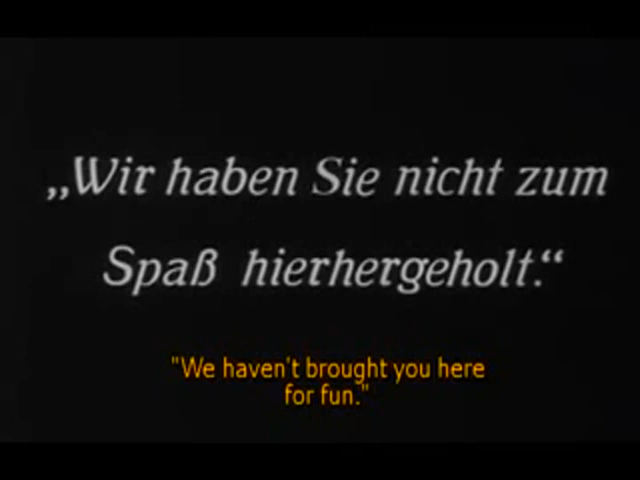 „Wir haben Sie nicht zum
Spaß hierhergeholt.“
"We haven't brought you here
for fun."